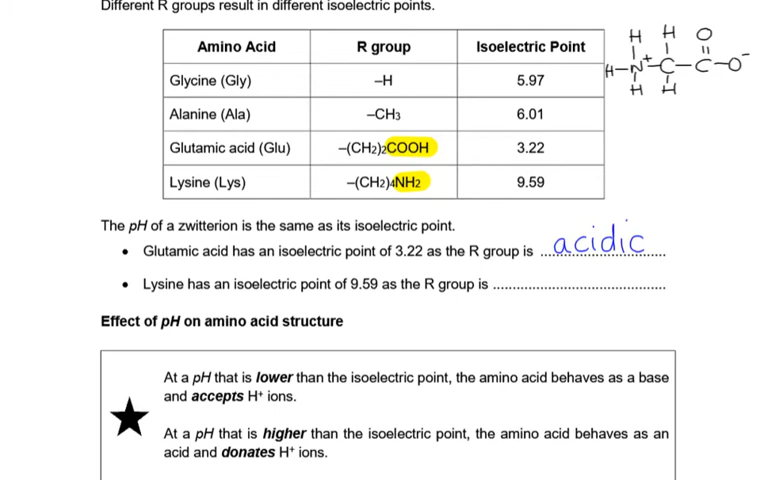 Different R groups result in different isoelectric points.
Amino Acid R group Isoelectric Point
Glycine (Gly) –H 5.97
Alanine (Ala) –CH3 6.01
Glutamic acid (Glu) –(CH2)2COOH 3.22
Lysine (Lys) –(CH2)4NH2 9.59
H H O
H–N+–C–C–O-
H H
The pH of a zwitterion is the same as its isoelectric point.
• Glutamic acid has an isoelectric point of 3.22 as the R group is ....acidic....
• Lysine has an isoelectric point of 9.59 as the R group is ............................................
Effect of pH on amino acid structure
At a pH that is lower than the isoelectric point, the amino acid behaves as a base
and accepts H+ ions.
At a pH that is higher than the isoelectric point, the amino acid behaves as an
acid and donates H+ ions.